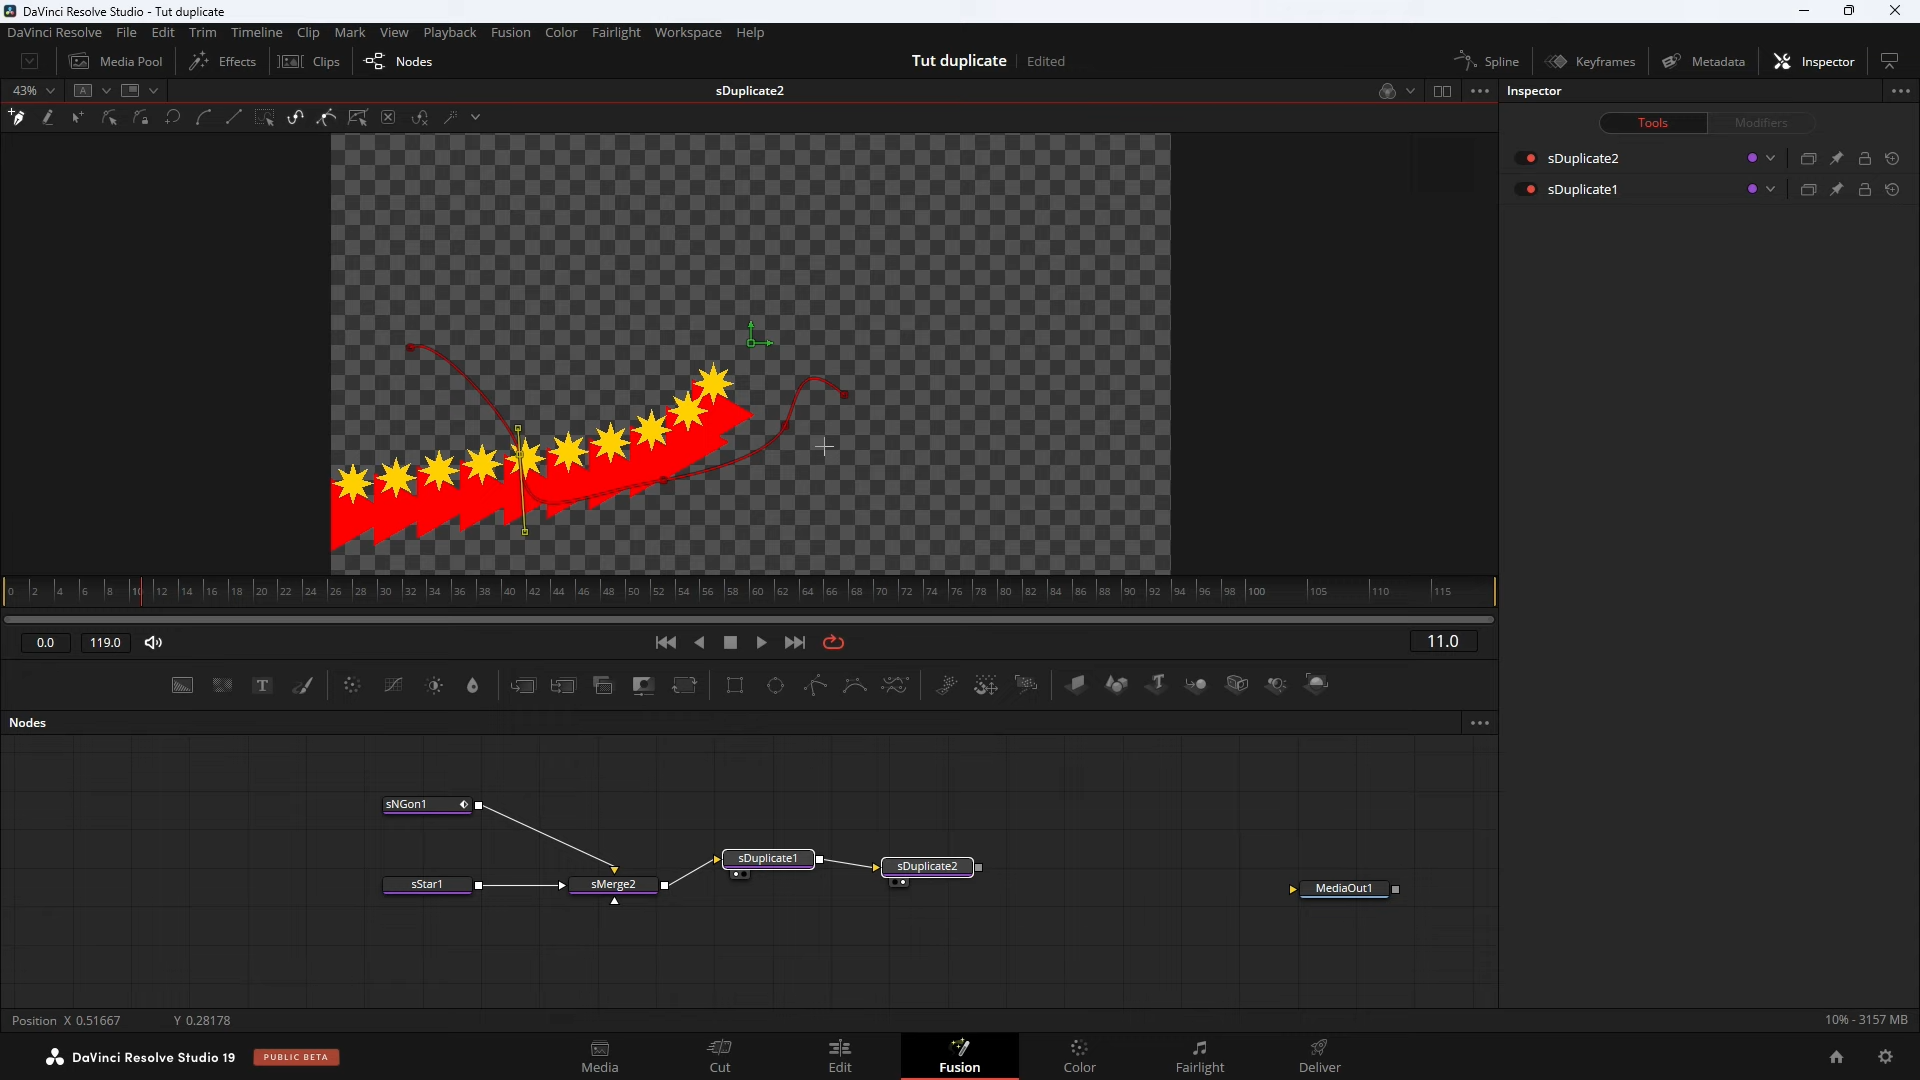 DaVinci Resolve Studio - Tut duplicate
DaVinci Resolve File Edit Trim Timeline Clip Mark View Playback Fusion Color Fairlight Workspace Help
Media Pool Effects Clips Nodes Tut duplicate Edited Spline Keyframes Metadata Inspector
43% A sDuplicate2 Inspector
Tools Modifiers
sDuplicate2
sDuplicate1
0 2 4 6 8 10 12 14 16 18 20 22 24 26 28 30 32 34 36 38 40 42 44 46 48 50 52 54 56 58 60 62 64 66 68 70 72 74 76 78 80 82 84 86 88 90 92 94 96 98 100 105 110 115
0.0 119.0 11.0
T
Nodes
sNGon1
sDuplicate1
sDuplicate2
sStar1 sMerge2
MediaOut1
Position X 0.51667 Y 0.28178 10% - 3157 MB
DaVinci Resolve Studio 19 PUBLIC BETA
Media Cut Edit Fusion Color Fairlight Deliver